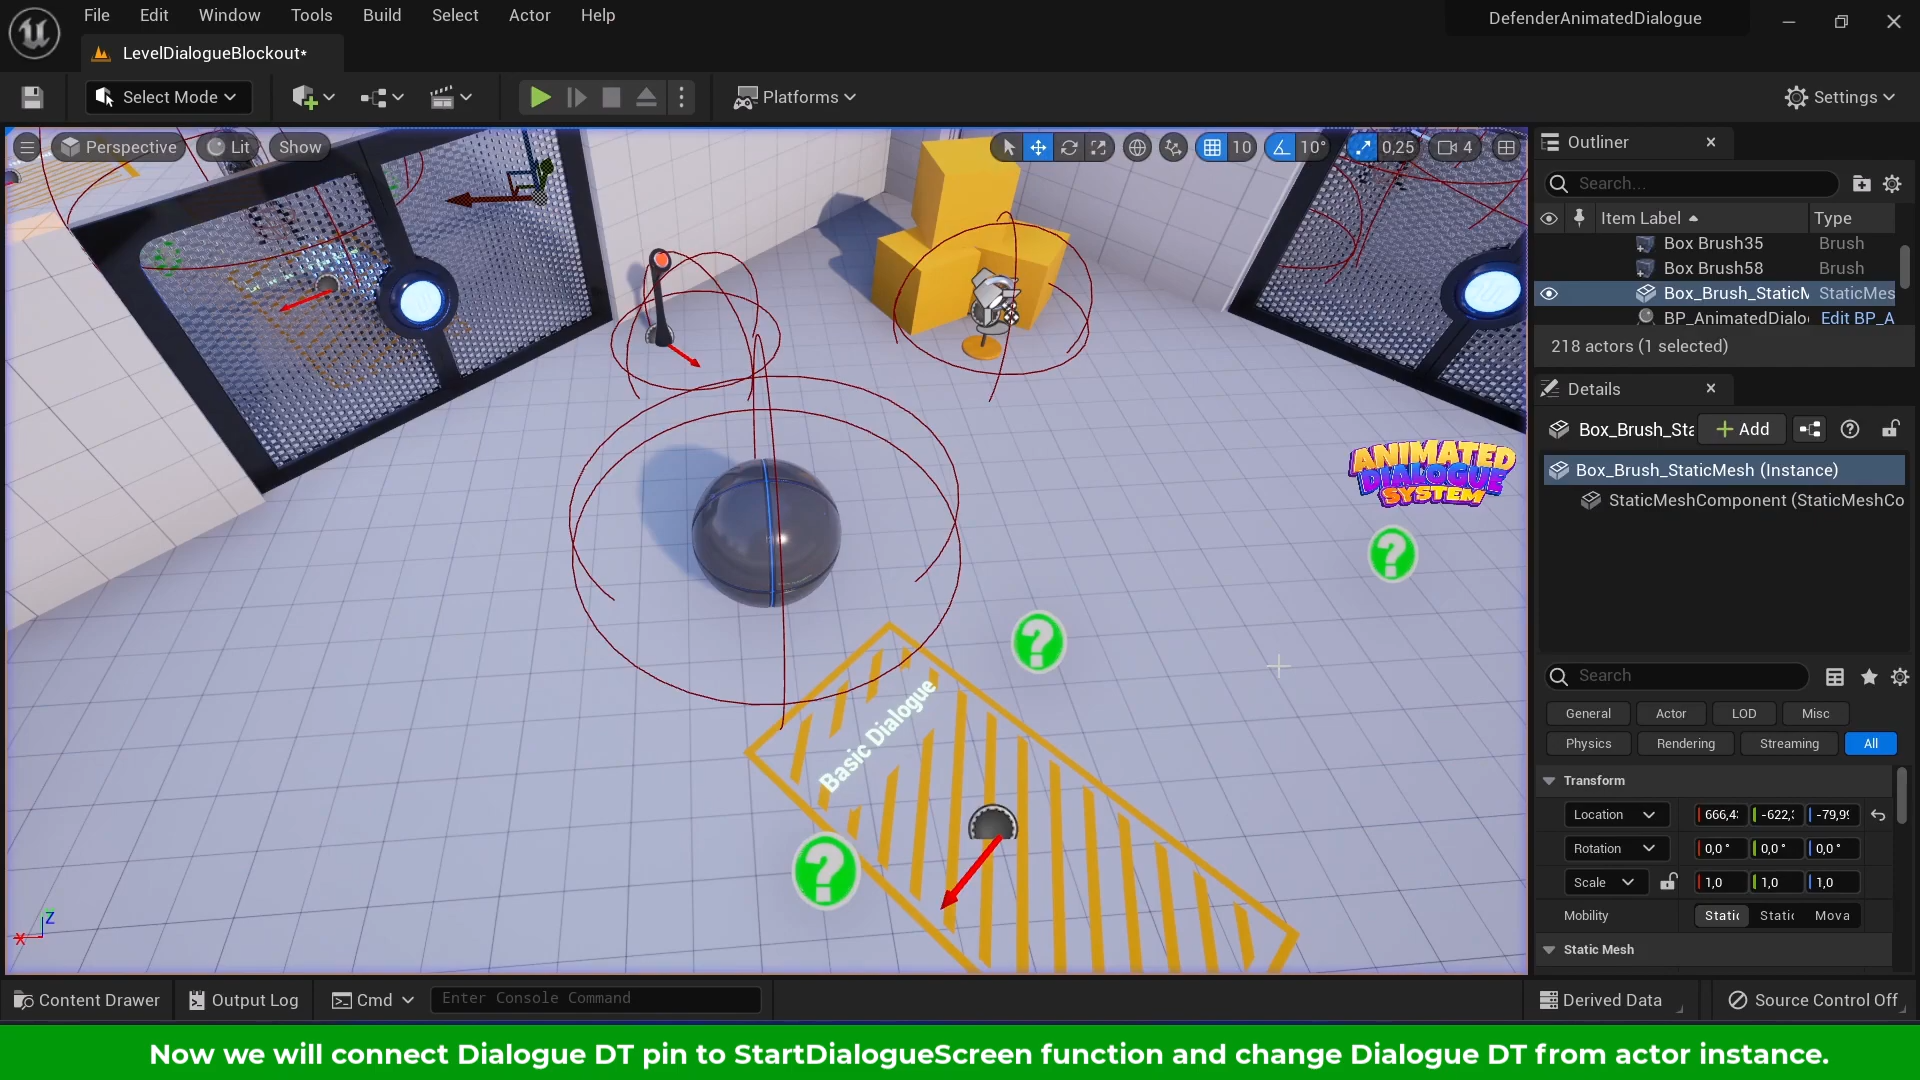 File Edit Window Tools Build Select Actor Help
DefenderAnimatedDialogue
LevelDialogueBlockout*
Select Mode
Platforms
Settings
Perspective
Lit
Show
10
10°
0,25
4
Outliner
Search...
Item Label
Type
Box Brush35 Brush
Box Brush58 Brush
Box_Brush_StaticM StaticMes
BP_AnimatedDialo Edit BP_A
218 actors (1 selected)
Details
Box_Brush_Sta
Add
Box_Brush_StaticMesh (Instance)
StaticMeshComponent (StaticMeshCo
ANIMATED
DIALOGUE
SYSTEM
Search
General Actor LOD Misc
Physics Rendering Streaming All
Transform
Location 666,4 -622, -79,9
Rotation 0,0° 0,0° 0,0°
Scale 1,0 1,0 1,0
Mobility Static Static Mova
Static Mesh
Basic Dialogue
?
?
?
Z
X
Content Drawer
Output Log
Cmd
Enter Console Command
Derived Data
Source Control Off
Now we will connect Dialogue DT pin to StartDialogueScreen function and change Dialogue DT from actor instance.